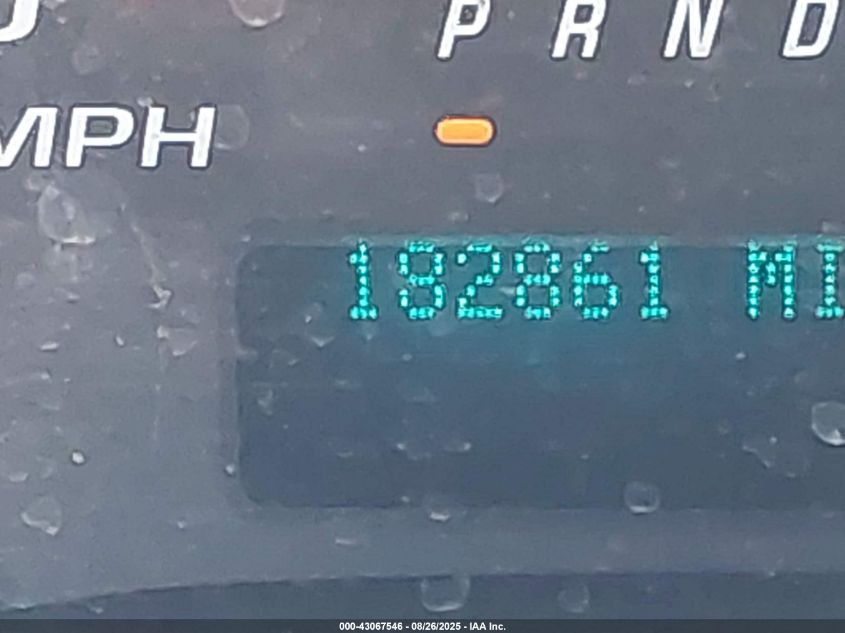 P R N D
MPH
182861 MI
000-43067546 - 08/26/2025 - IAA Inc.